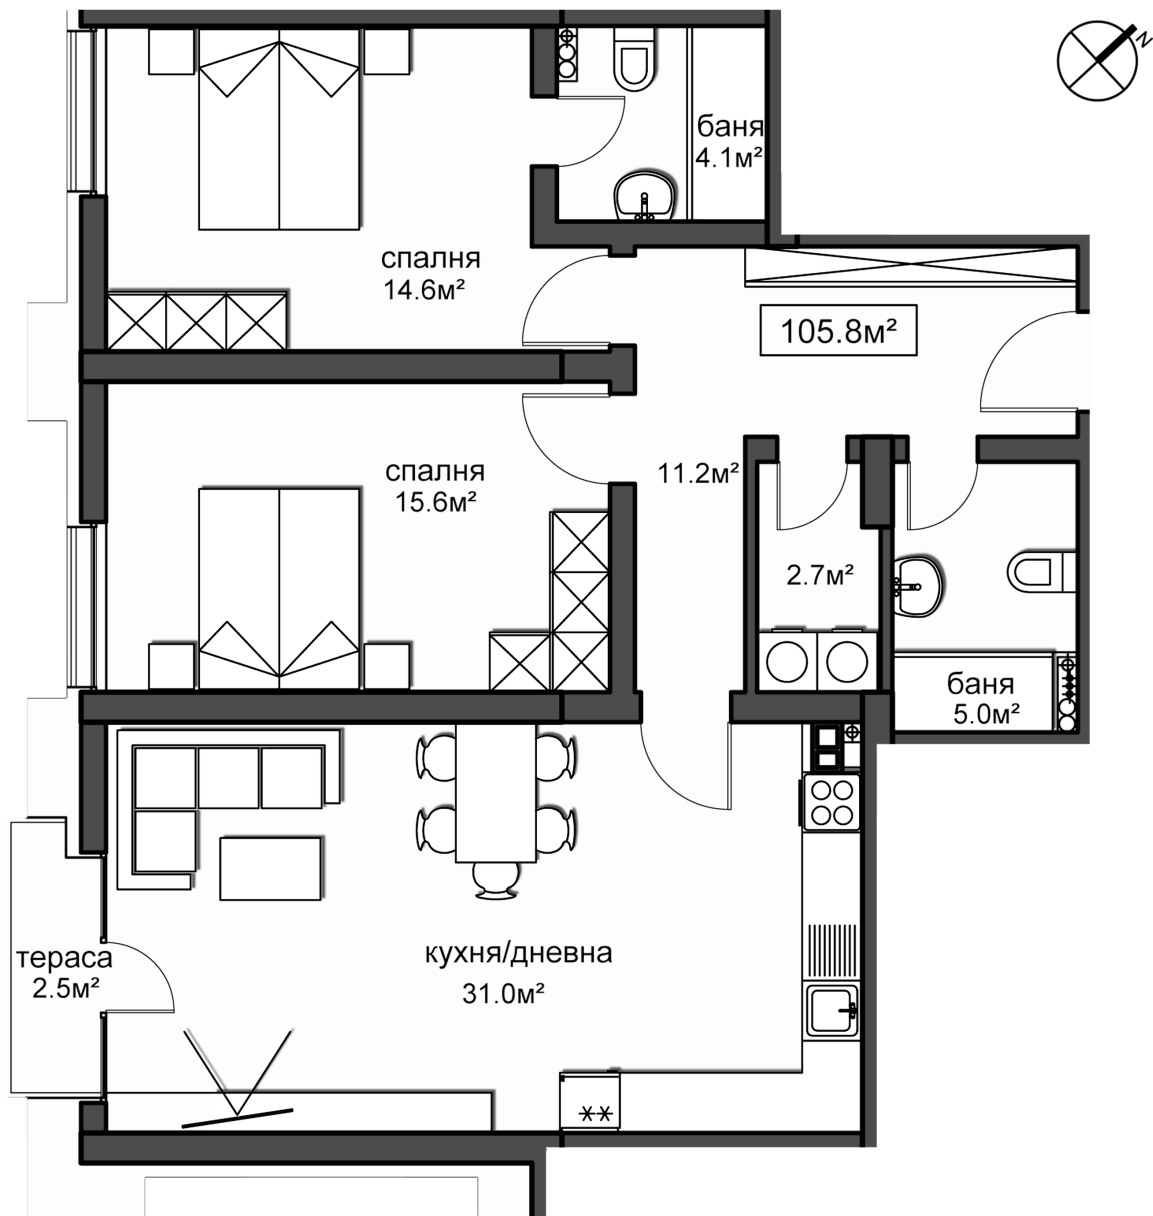 N
баня
4.1м²
спалня
14.6м²
105.8м²
спалня
15.6м²
11.2м²
2.7м²
баня
5.0м²
тераса
2.5м²
кухня/дневна
31.0м²
**